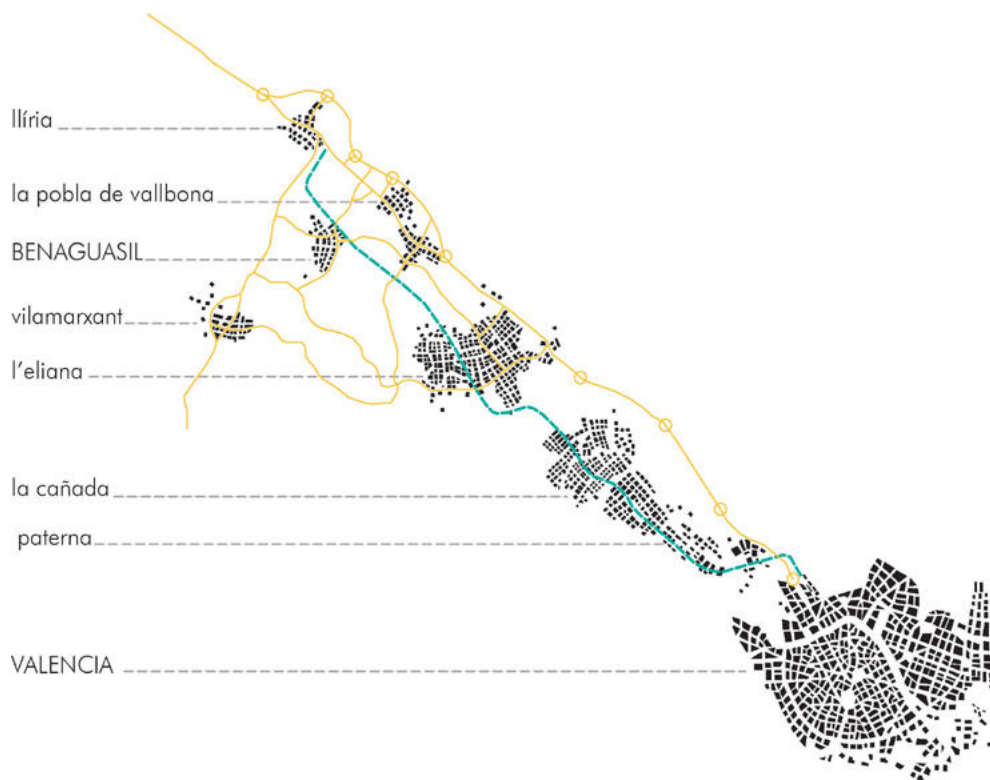 llíria
la pobla de vallbona
BENAGUASIL
vilamarxant
l'eliana
la cañada
paterna
VALENCIA